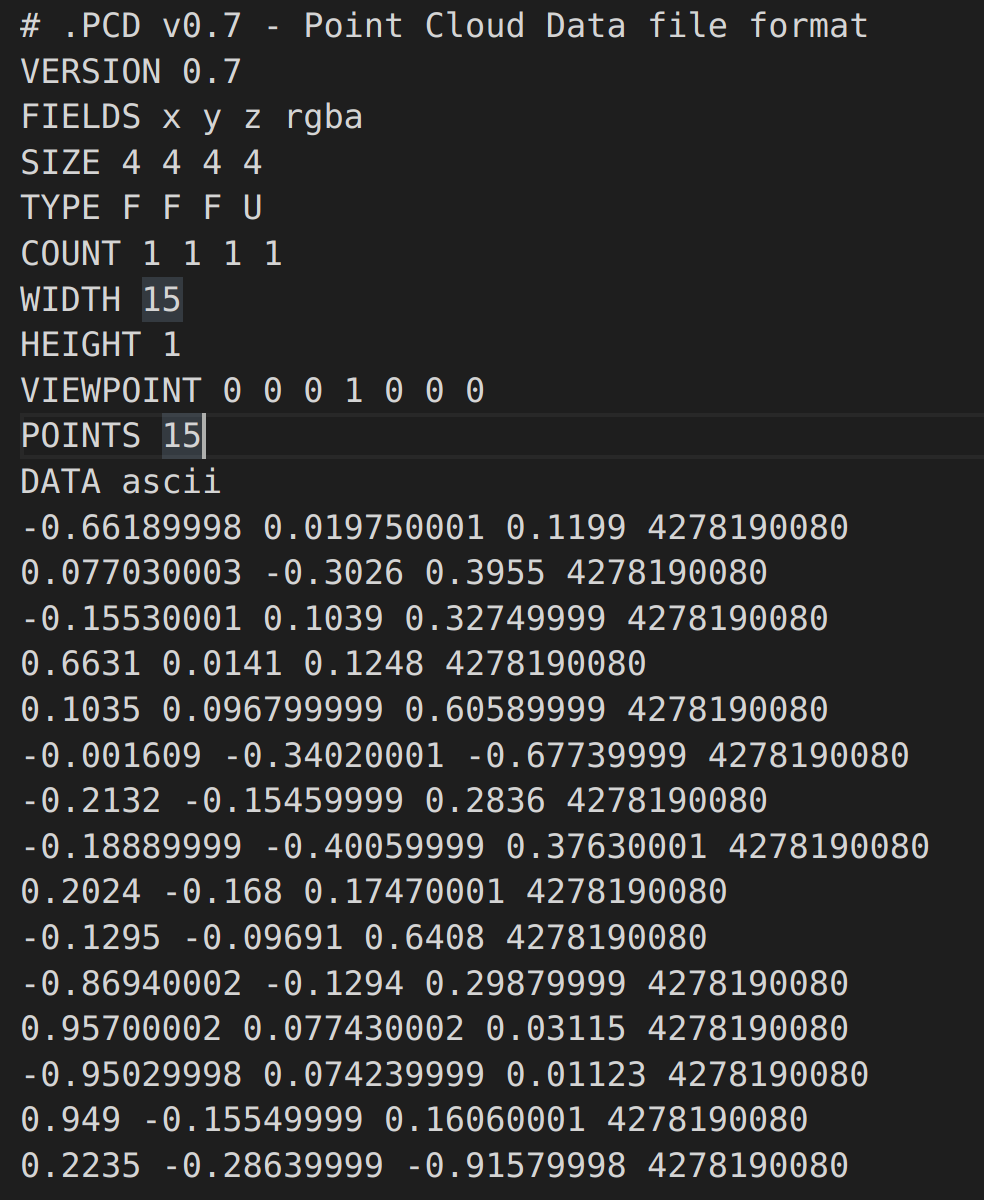 # .PCD v0.7 - Point Cloud Data file format
VERSION 0.7
FIELDS x y z rgba
SIZE 4 4 4 4
TYPE F F F U
COUNT 1 1 1 1
WIDTH 15
HEIGHT 1
VIEWPOINT 0 0 0 1 0 0 0
POINTS 15
DATA ascii
-0.66189998 0.019750001 0.1199 4278190080
0.077030003 -0.3026 0.3955 4278190080
-0.15530001 0.1039 0.32749999 4278190080
0.6631 0.0141 0.1248 4278190080
0.1035 0.096799999 0.60589999 4278190080
-0.001609 -0.34020001 -0.67739999 4278190080
-0.2132 -0.15459999 0.2836 4278190080
-0.18889999 -0.40059999 0.37630001 4278190080
0.2024 -0.168 0.17470001 4278190080
-0.1295 -0.09691 0.6408 4278190080
-0.86940002 -0.1294 0.29879999 4278190080
0.95700002 0.077430002 0.03115 4278190080
-0.95029998 0.074239999 0.01123 4278190080
0.949 -0.15549999 0.16060001 4278190080
0.2235 -0.28639999 -0.91579998 4278190080